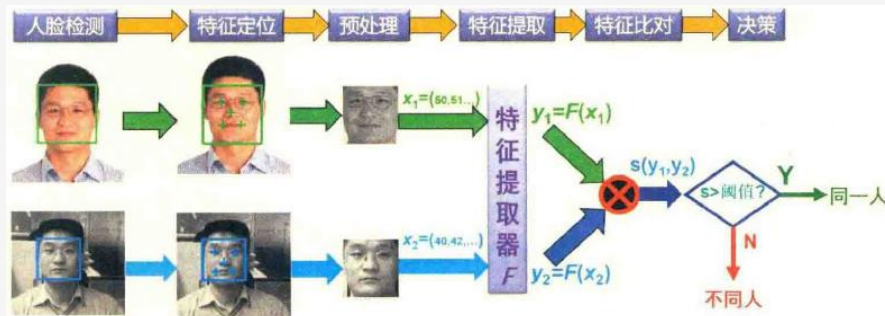 人脸检测 特征定位 预处理 特征提取 特征比对 决策
x₁=(50,51...)
y₁=F(x₁)
特征提取器F
s(y₁,y₂)
s>阈值?
Y
同一人
x₂=(40,42,...)
y₂=F(x₂)
N
不同人